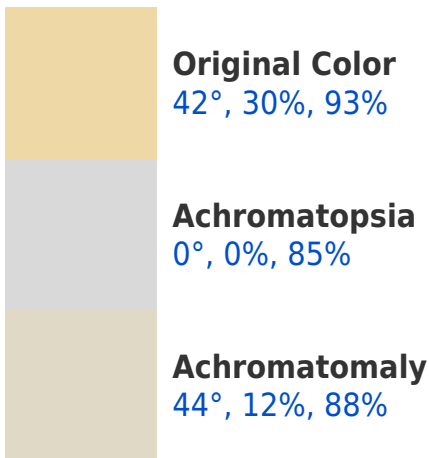 Original Color
42°, 30%, 93%
Achromatopsia
0°, 0%, 85%
Achromatomaly
44°, 12%, 88%